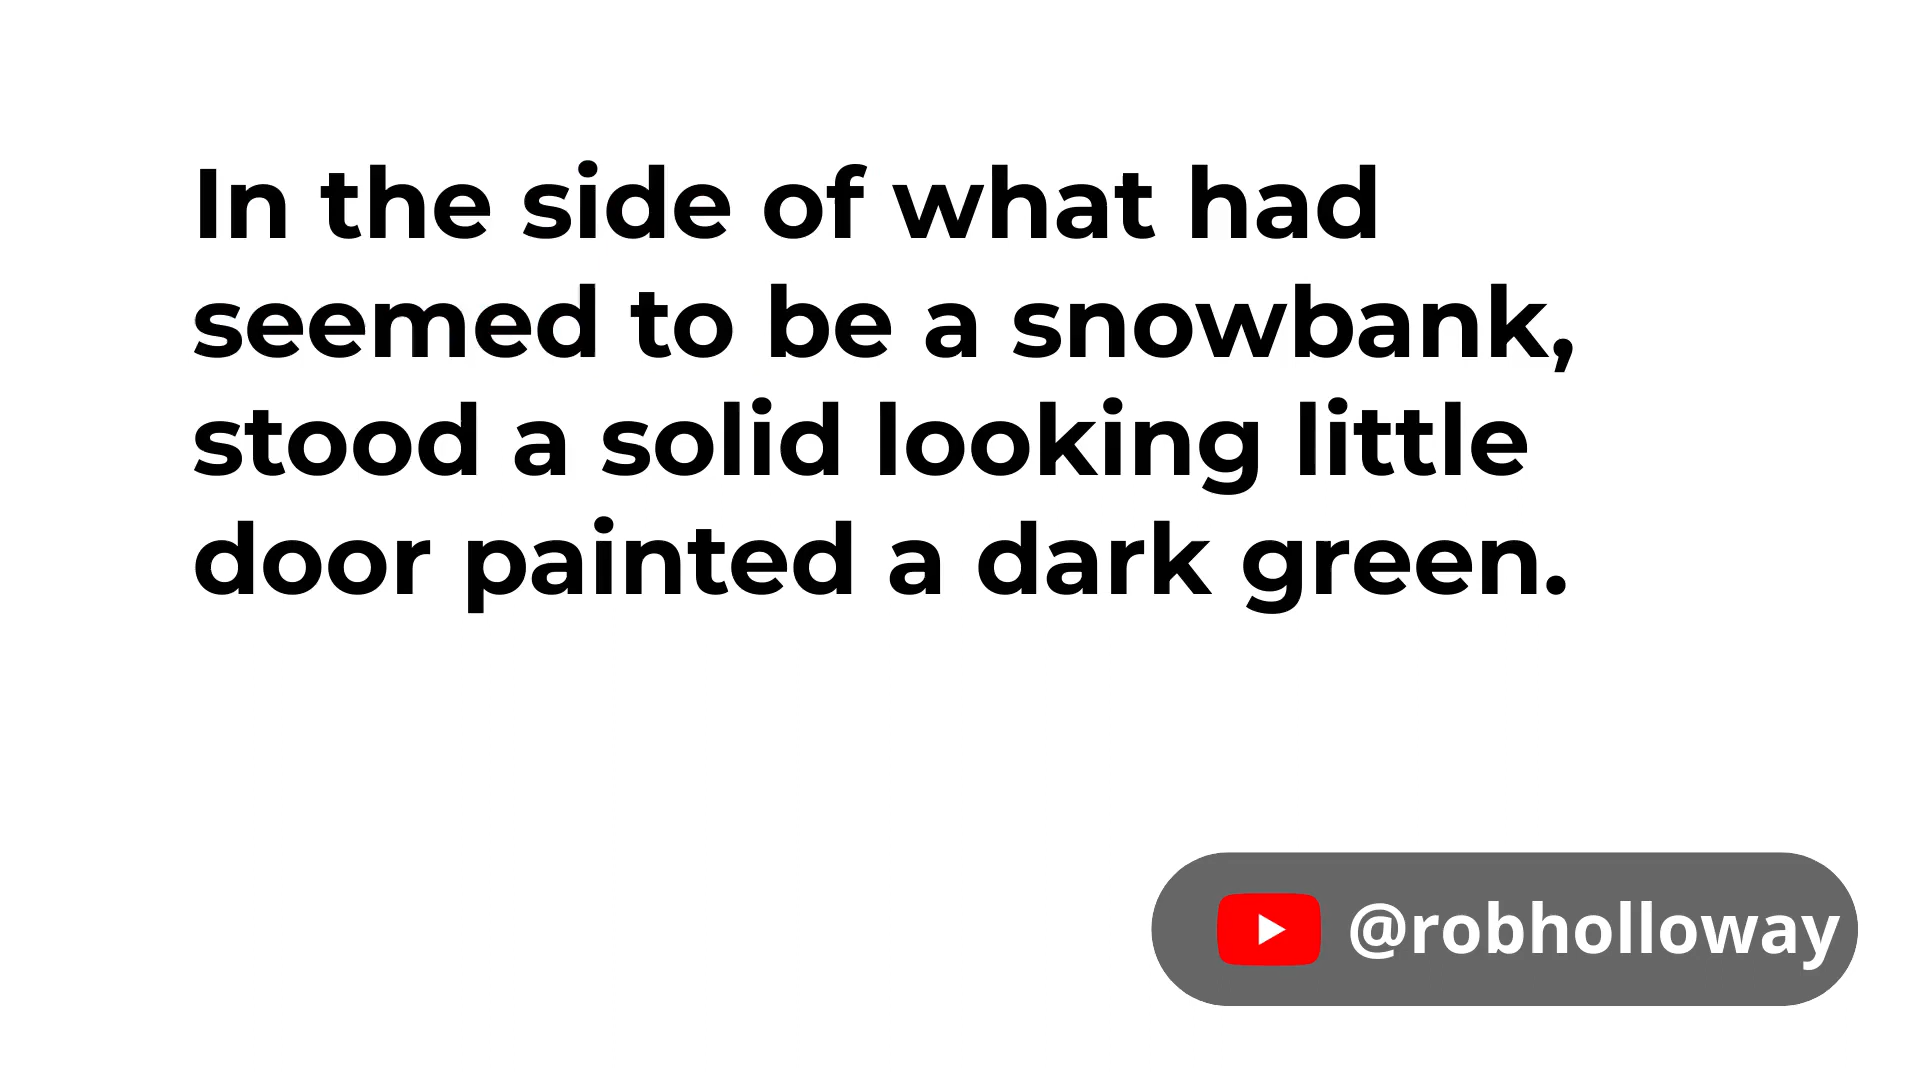 In the side of what had
seemed to be a snowbank,
stood a solid looking little
door painted a dark green.
@robholloway